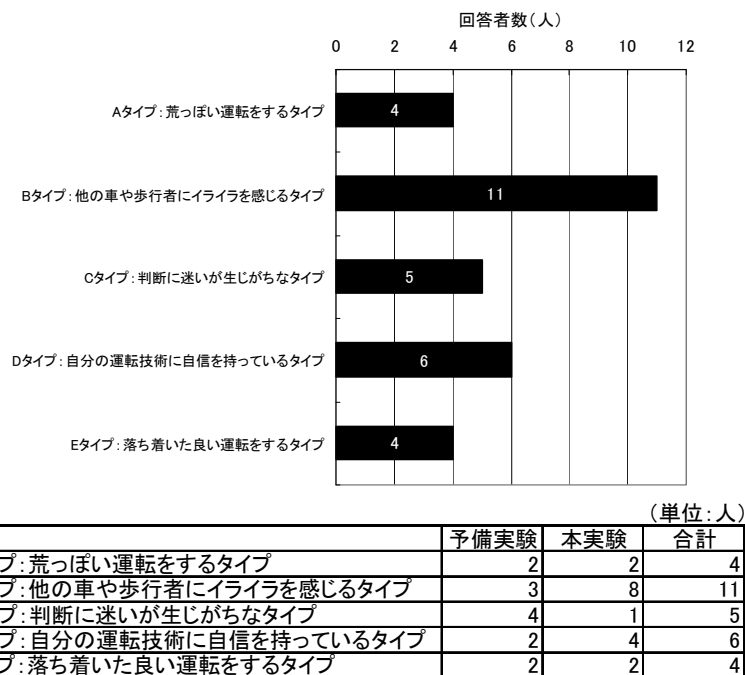 回答者数(人)
0 2 4 6 8 10 12
Aタイプ:荒っぽい運転をするタイプ 4
Bタイプ:他の車や歩行者にイライラを感じるタイプ 11
Cタイプ:判断に迷いが生じがちなタイプ 5
Dタイプ:自分の運転技術に自信を持っているタイプ 6
Eタイプ:落ち着いた良い運転をするタイプ 4
(単位:人)
予備実験 本実験 合計
プ:荒っぽい運転をするタイプ 2 2 4
プ:他の車や歩行者にイライラを感じるタイプ 3 8 11
プ:判断に迷いが生じがちなタイプ 4 1 5
プ:自分の運転技術に自信を持っているタイプ 2 4 6
プ:落ち着いた良い運転をするタイプ 2 2 4